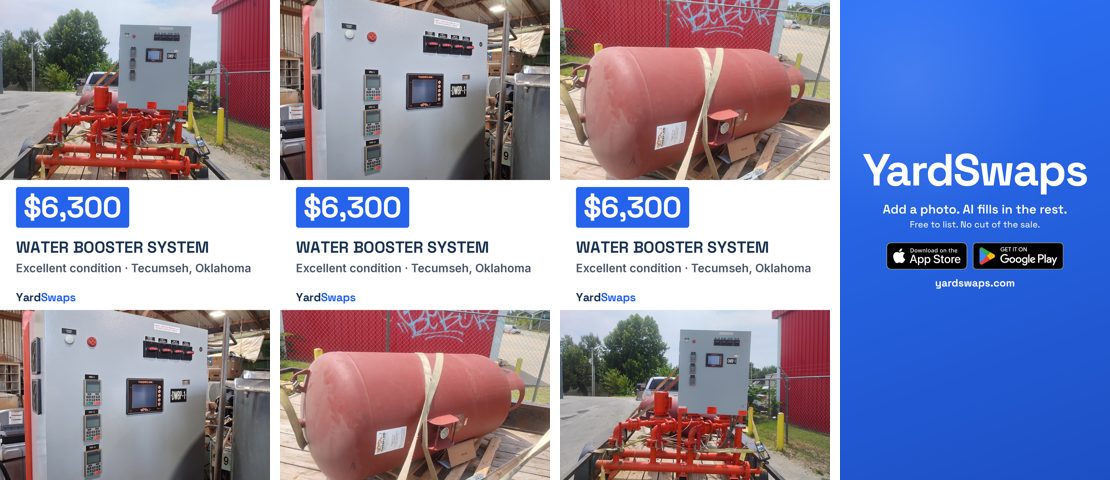 $6,300
WATER BOOSTER SYSTEM
Excellent condition · Tecumseh, Oklahoma
YardSwaps
$6,300
WATER BOOSTER SYSTEM
Excellent condition · Tecumseh, Oklahoma
YardSwaps
$6,300
WATER BOOSTER SYSTEM
Excellent condition · Tecumseh, Oklahoma
YardSwaps
YardSwaps
Add a photo. AI fills in the rest.
Free to list. No cut of the sale.
Download on the
App Store
GET IT ON
Google Play
yardswaps.com